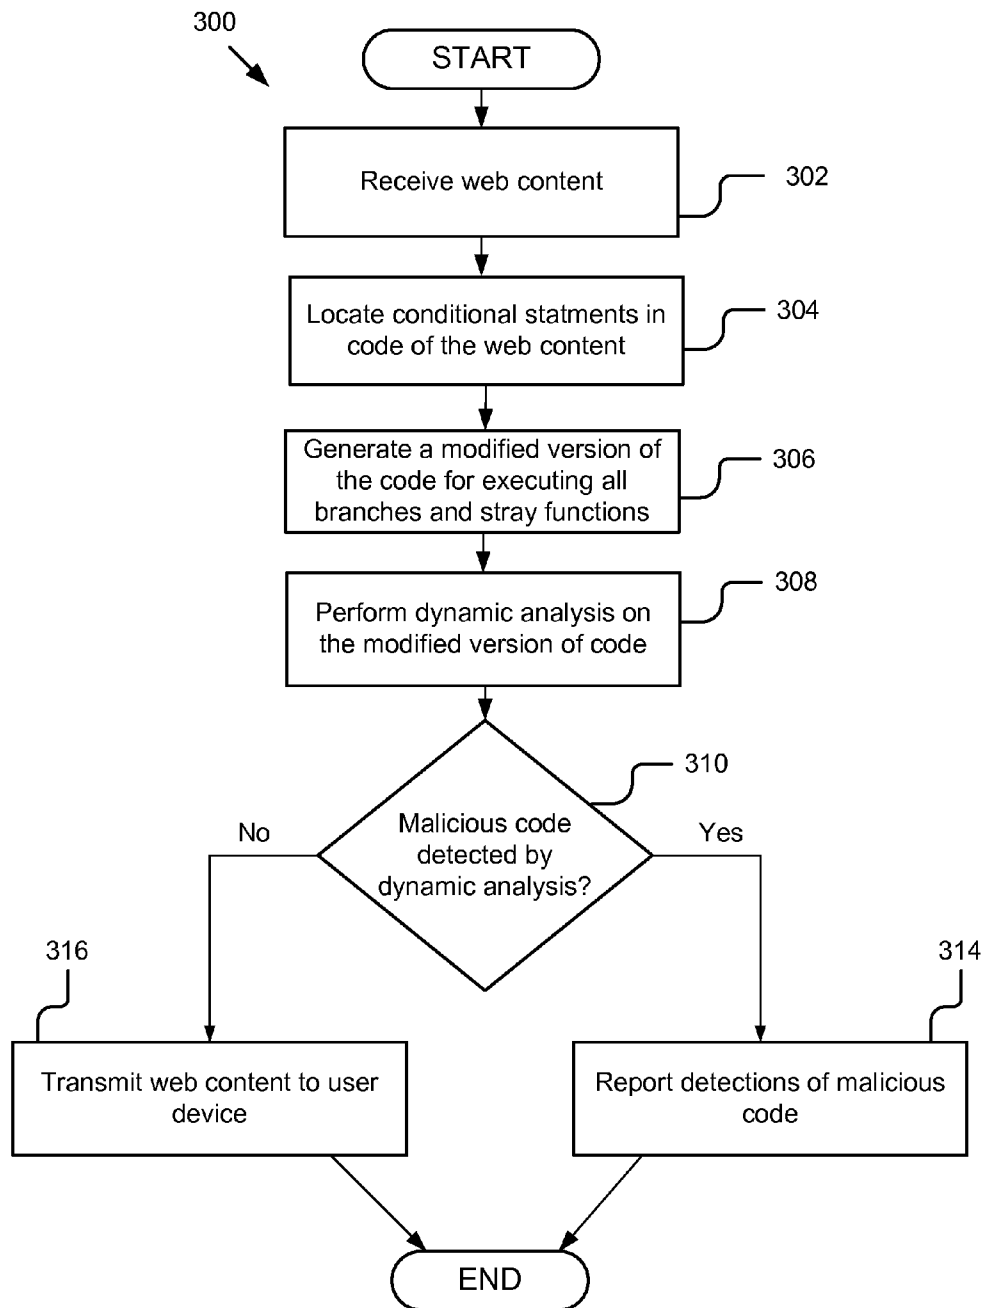 300
START
Receive web content
302
Locate conditional statments in
code of the web content
304
Generate a modified version of
the code for executing all
branches and stray functions
306
Perform dynamic analysis on
the modified version of code
308
310
Malicious code
detected by
dynamic analysis?
No
Yes
316
314
Transmit web content to user
device
Report detections of malicious
code
END